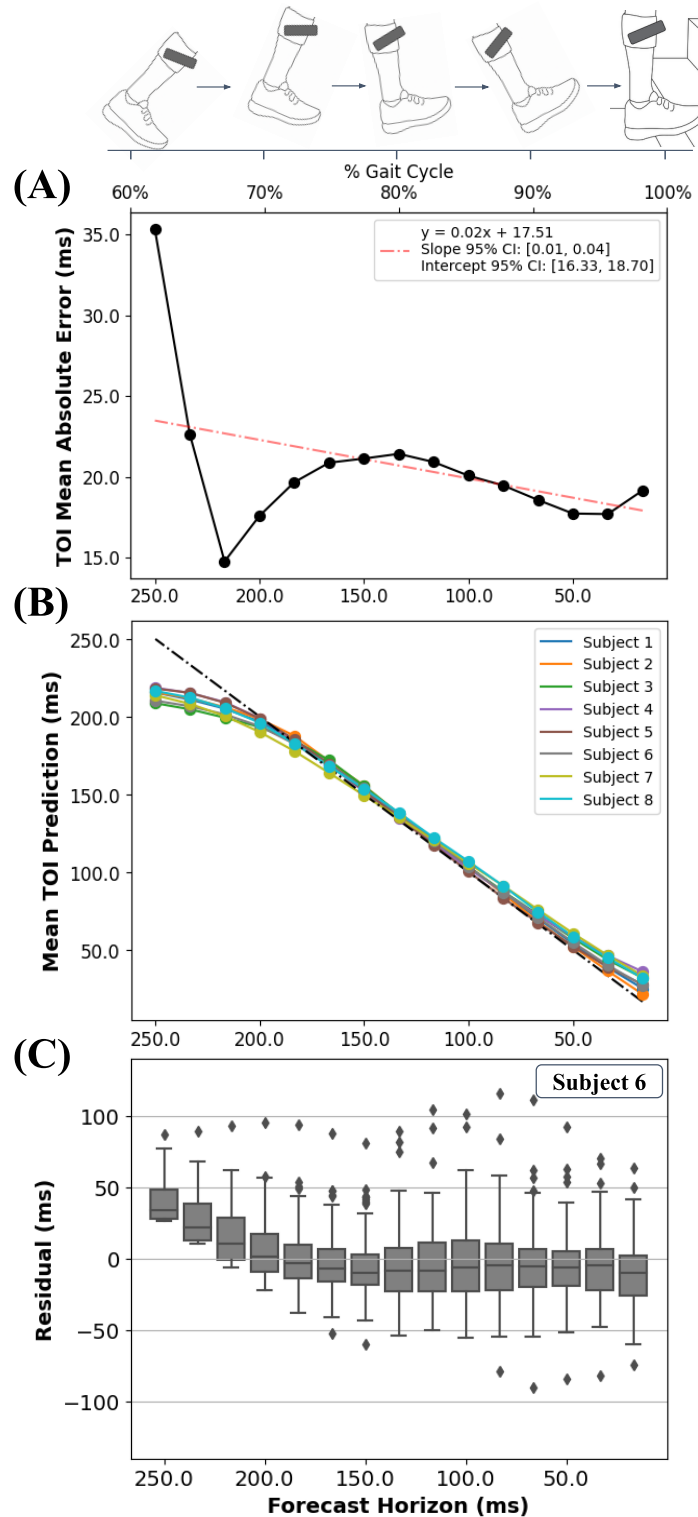 (A)
% Gait Cycle
60% 70% 80% 90% 100%
TOI Mean Absolute Error (ms)
35.0
30.0
25.0
20.0
15.0
y = 0.02x + 17.51
Slope 95% CI: [0.01, 0.04]
Intercept 95% CI: [16.33, 18.70]
250.0 200.0 150.0 100.0 50.0
(B)
Mean TOI Prediction (ms)
250.0
200.0
150.0
100.0
50.0
Subject 1
Subject 2
Subject 3
Subject 4
Subject 5
Subject 6
Subject 7
Subject 8
250.0 200.0 150.0 100.0 50.0
(C)
Subject 6
Residual (ms)
100
50
0
−50
−100
250.0 200.0 150.0 100.0 50.0
Forecast Horizon (ms)